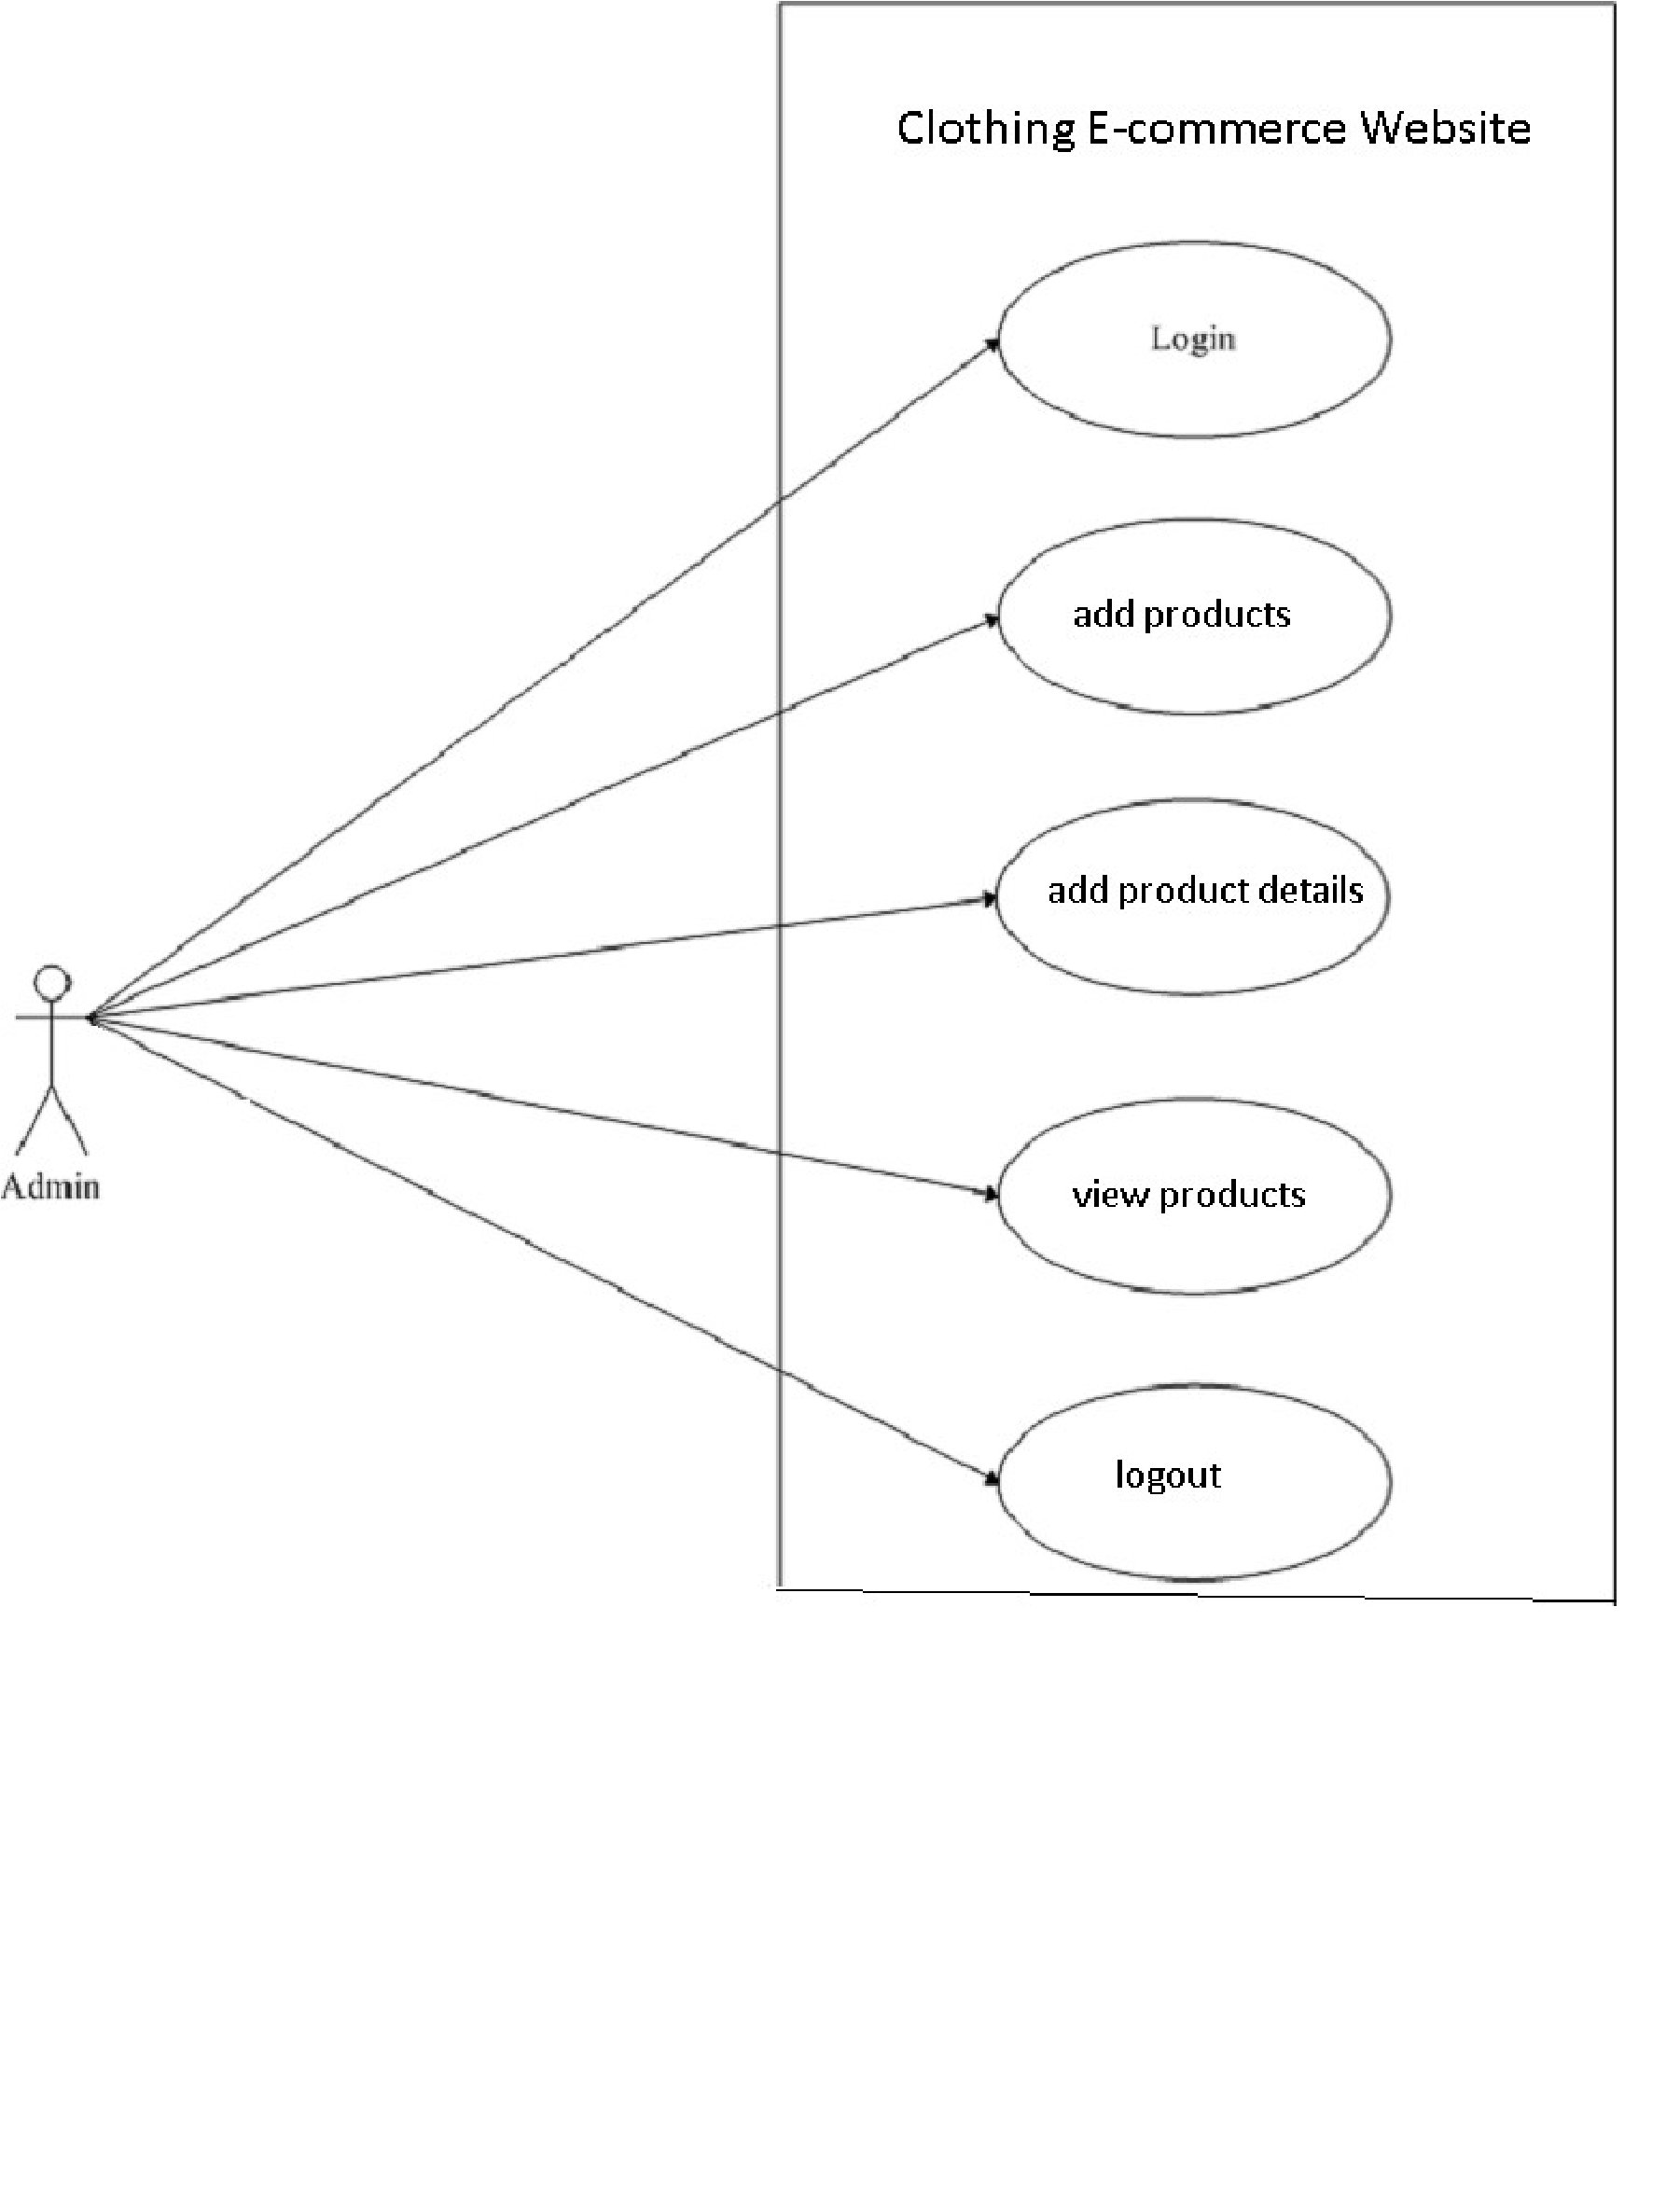 Clothing E-commerce Website
Login
add products
add product details
view products
logout
Admin